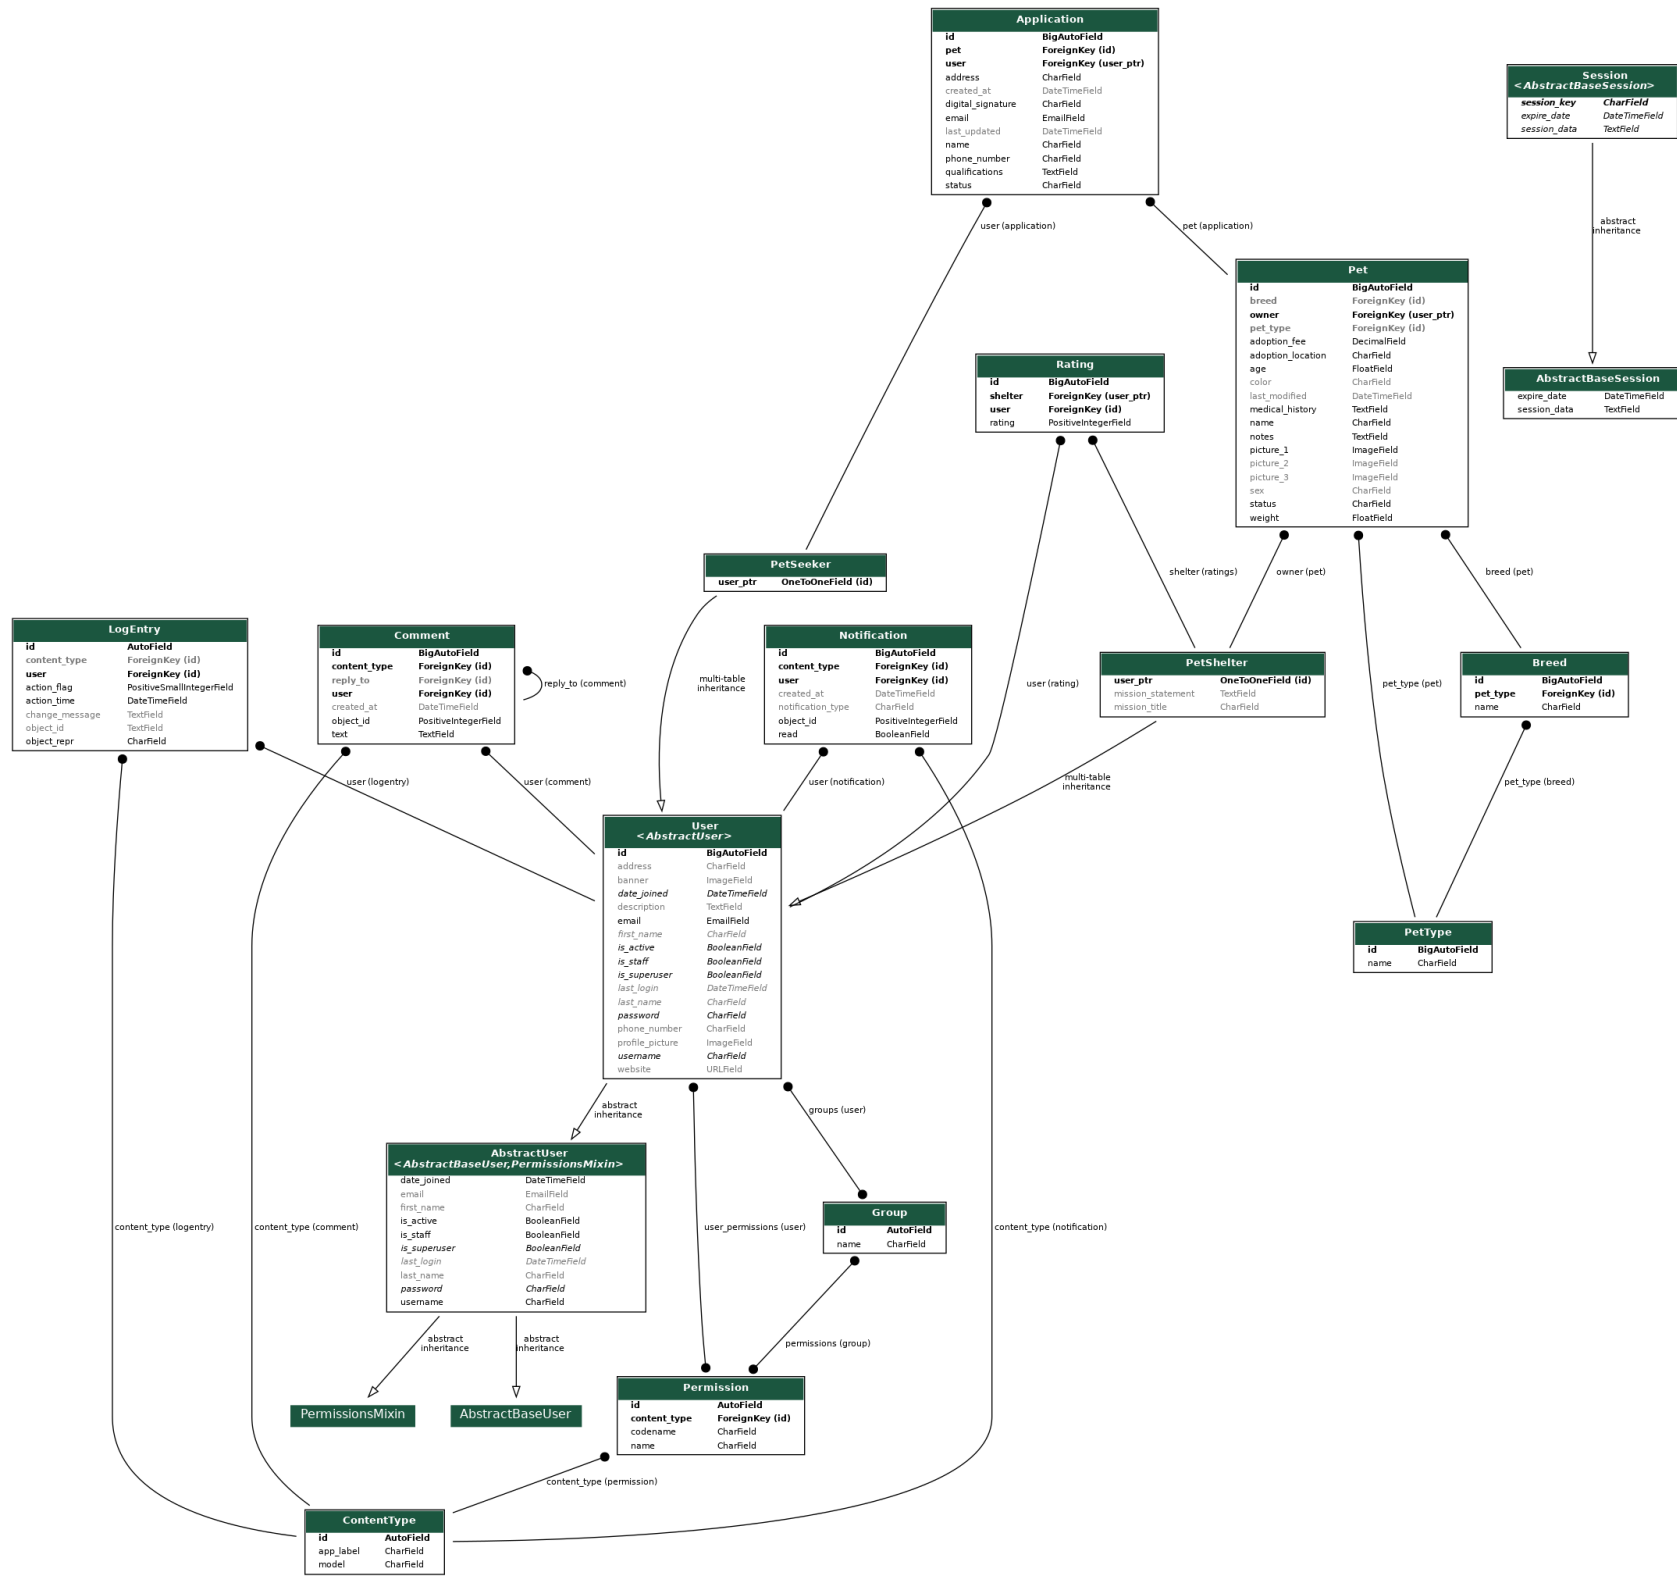 Application
id BigAutoField
pet ForeignKey (id)
user ForeignKey (user_ptr)
address CharField
created_at DateTimeField
digital_signature CharField
email EmailField
last_updated DateTimeField
name CharField
phone_number CharField
qualifications TextField
status CharField
Session
<AbstractBaseSession>
session_key CharField
expire_date DateTimeField
session_data TextField
user (application)
pet (application)
abstract
inheritance
Pet
id BigAutoField
breed ForeignKey (id)
owner ForeignKey (user_ptr)
pet_type ForeignKey (id)
adoption_fee DecimalField
adoption_location CharField
age FloatField
color CharField
last_modified DateTimeField
medical_history TextField
name CharField
notes TextField
picture_1 ImageField
picture_2 ImageField
picture_3 ImageField
sex CharField
status CharField
weight FloatField
Rating
id BigAutoField
shelter ForeignKey (user_ptr)
user ForeignKey (id)
rating PositiveIntegerField
AbstractBaseSession
expire_date DateTimeField
session_data TextField
PetSeeker
user_ptr OneToOneField (id)
shelter (ratings)
owner (pet)
breed (pet)
LogEntry
id AutoField
content_type ForeignKey (id)
user ForeignKey (id)
action_flag PositiveSmallIntegerField
action_time DateTimeField
change_message TextField
object_id TextField
object_repr CharField
Comment
id BigAutoField
content_type ForeignKey (id)
reply_to ForeignKey (id)
user ForeignKey (id)
created_at DateTimeField
object_id PositiveIntegerField
text TextField
reply_to (comment)
multi-table
inheritance
Notification
id BigAutoField
content_type ForeignKey (id)
user ForeignKey (id)
created_at DateTimeField
notification_type CharField
object_id PositiveIntegerField
read BooleanField
user (rating)
PetShelter
user_ptr OneToOneField (id)
mission_statement TextField
mission_title CharField
pet_type (pet)
Breed
id BigAutoField
pet_type ForeignKey (id)
name CharField
user (logentry)
user (comment)
user (notification)
multi-table
inheritance
pet_type (breed)
User
<AbstractUser>
id BigAutoField
address CharField
banner ImageField
date_joined DateTimeField
description TextField
email EmailField
first_name CharField
is_active BooleanField
is_staff BooleanField
is_superuser BooleanField
last_login DateTimeField
last_name CharField
password CharField
phone_number CharField
profile_picture ImageField
username CharField
website URLField
PetType
id BigAutoField
name CharField
abstract
inheritance
groups (user)
AbstractUser
<AbstractBaseUser,PermissionsMixin>
date_joined DateTimeField
email EmailField
first_name CharField
is_active BooleanField
is_staff BooleanField
is_superuser BooleanField
last_login DateTimeField
last_name CharField
password CharField
username CharField
content_type (logentry)
content_type (comment)
user_permissions (user)
Group
id AutoField
name CharField
content_type (notification)
abstract
inheritance
abstract
inheritance
permissions (group)
PermissionsMixin
AbstractBaseUser
Permission
id AutoField
content_type ForeignKey (id)
codename CharField
name CharField
content_type (permission)
ContentType
id AutoField
app_label CharField
model CharField